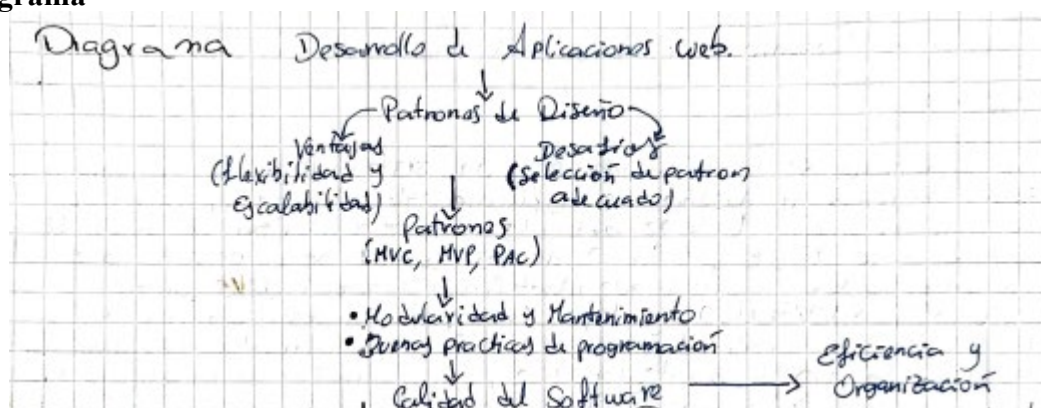 grama
Diagrama Desarrollo de Aplicaciones web.
Patrones de Diseño
Ventajas
(flexibilidad y
Escalabilidad)
Desafios
(Selección de patron
adecuado)
Patrones
(MVC, MVP, PAC)
• Modularidad y Mantenimiento
• Buenas practicas de programación
Calidad del Software
Eficiencia y
Organización